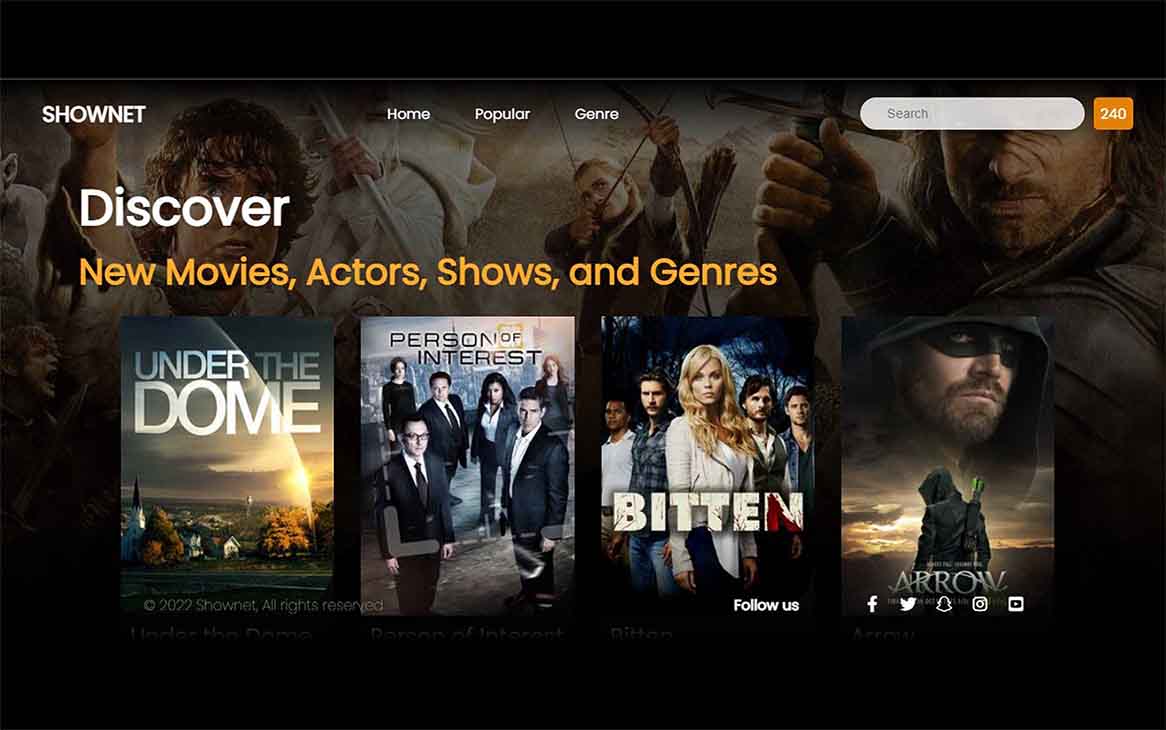 SHOWNET
Home
Popular
Genre
Search
240
Discover
New Movies, Actors, Shows, and Genres
UNDER THE
DOME
PERSON OF
INTEREST
BITTEN
ARROW
© 2022 Shownet, All rights reserved
Follow us
Under the Dome
Person of Interest
Bitten
Arrow